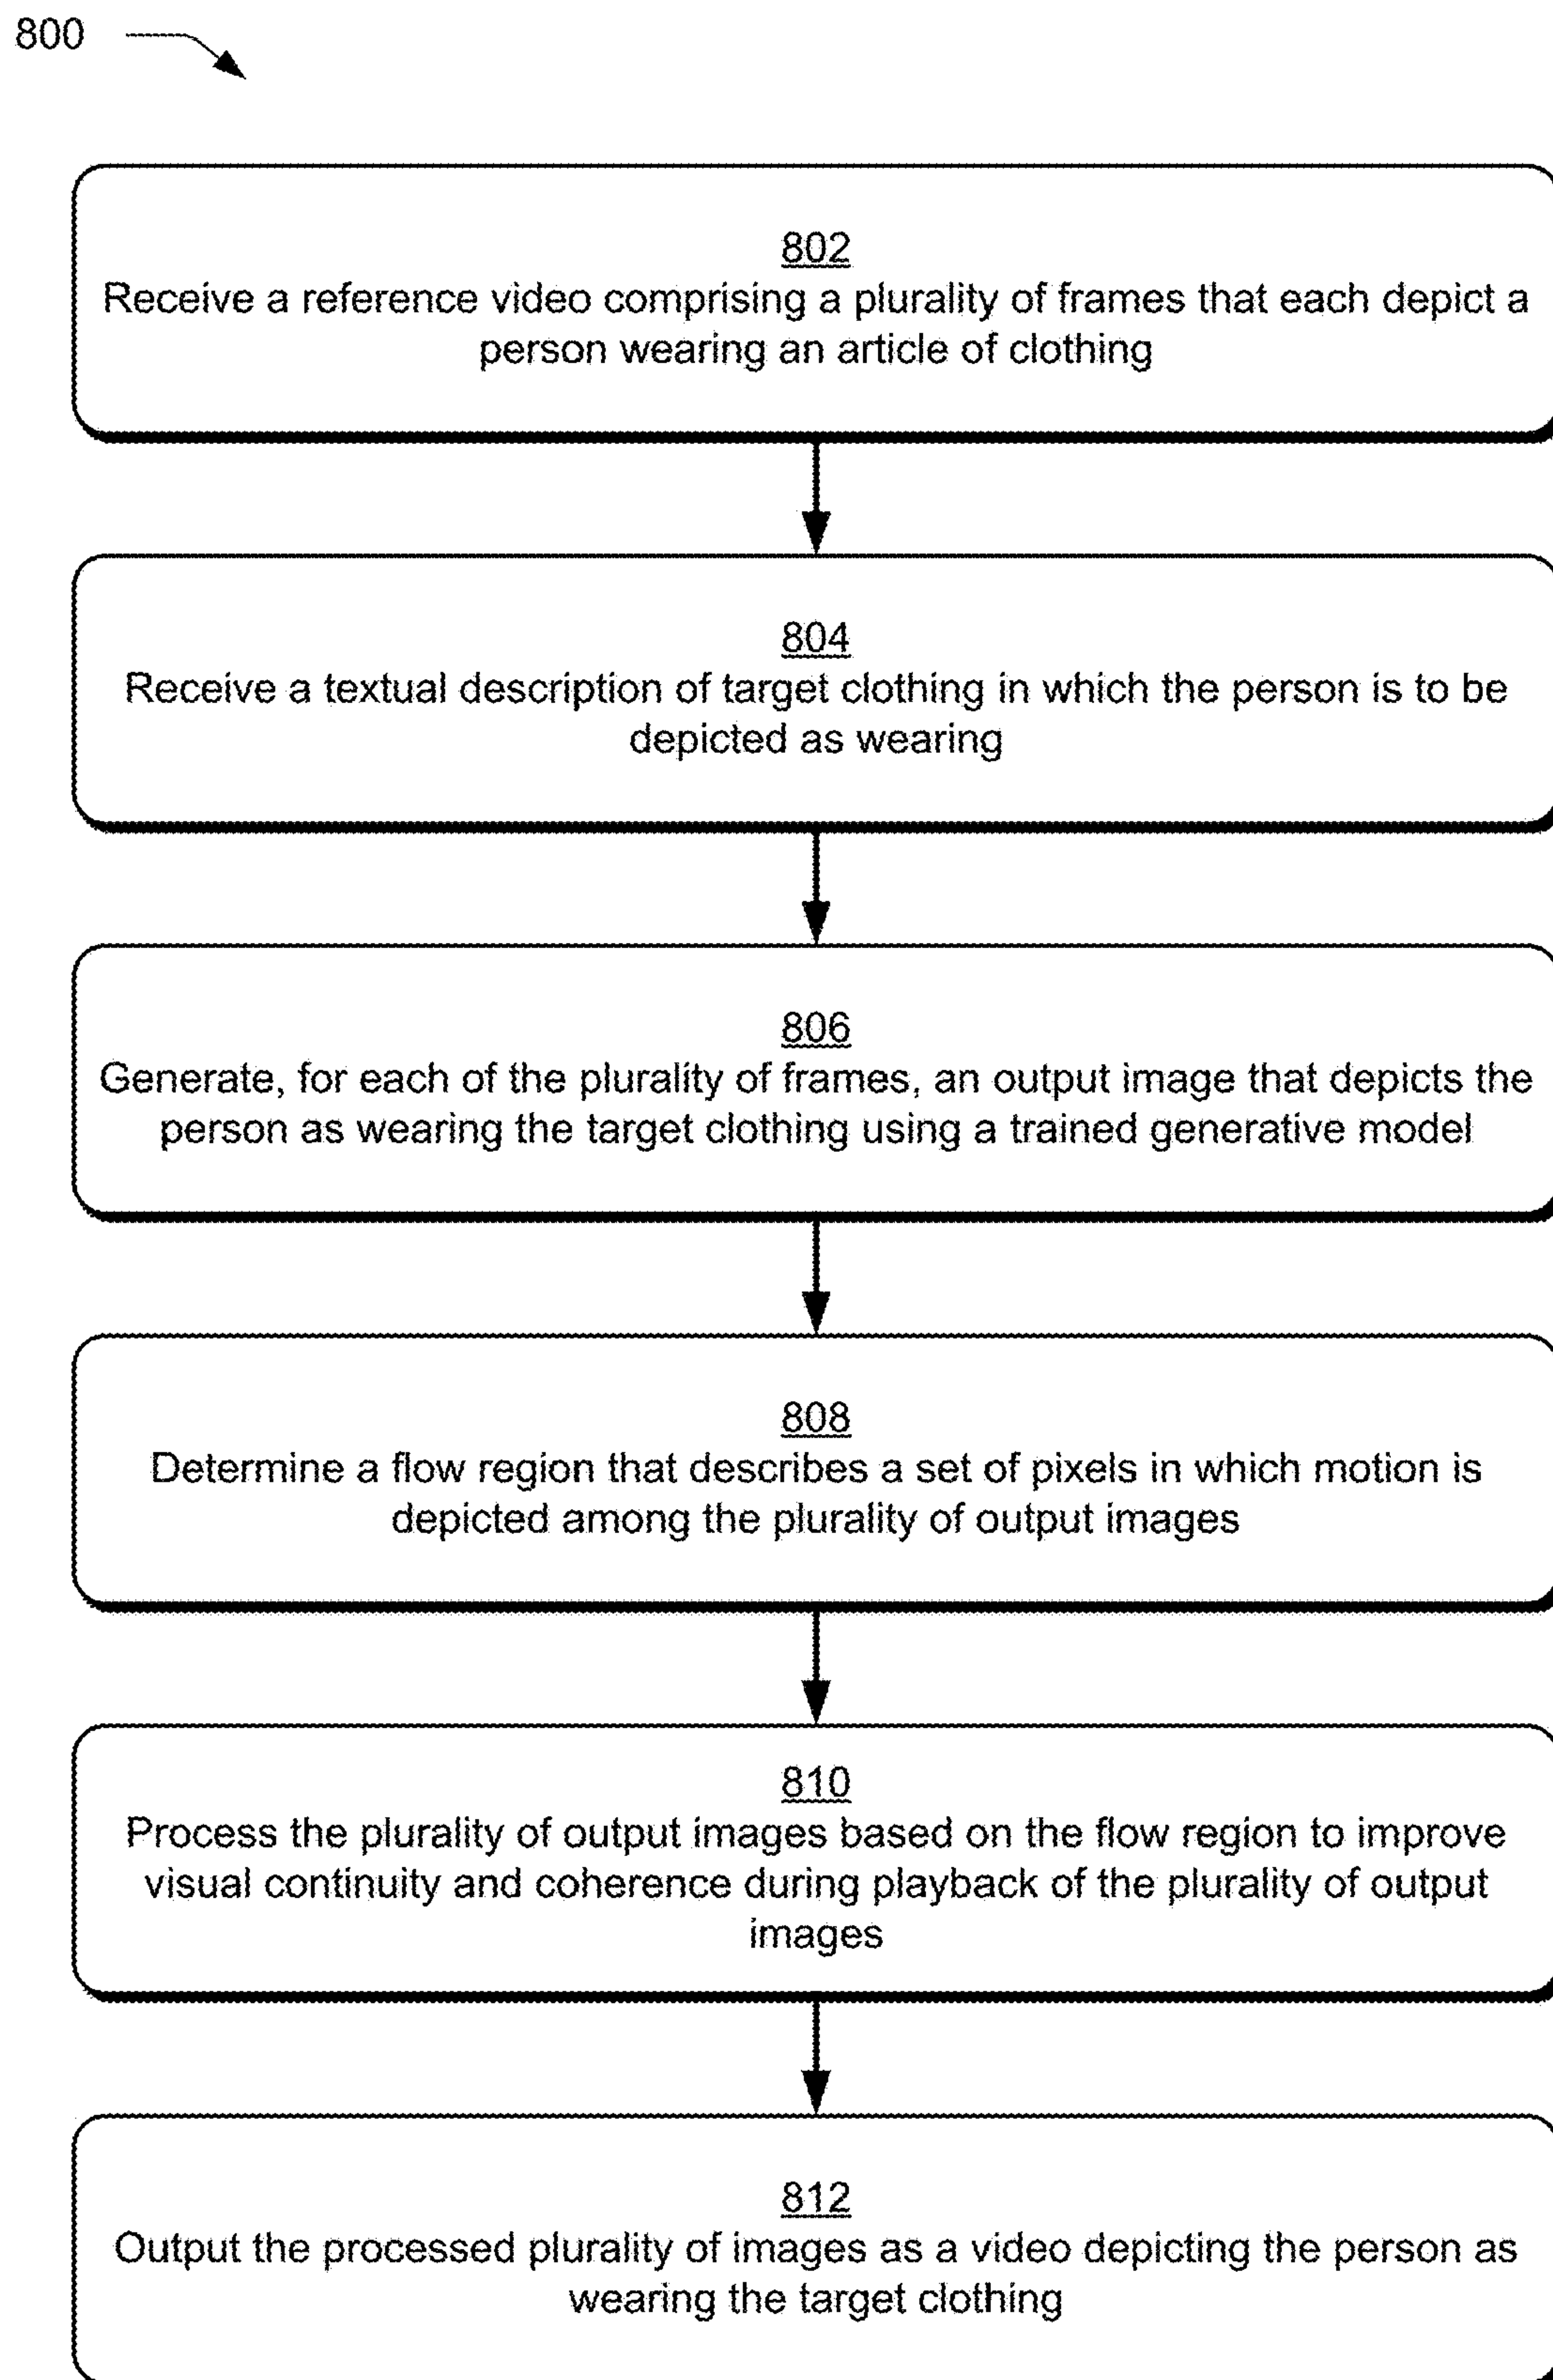 800
802
Receive a reference video comprising a plurality of frames that each depict a
person wearing an article of clothing
804
Receive a textual description of target clothing in which the person is to be
depicted as wearing
806
Generate, for each of the plurality of frames, an output image that depicts the
person as wearing the target clothing using a trained generative model
808
Determine a flow region that describes a set of pixels in which motion is
depicted among the plurality of output images
810
Process the plurality of output images based on the flow region to improve
visual continuity and coherence during playback of the plurality of output
images
812
Output the processed plurality of images as a video depicting the person as
wearing the target clothing